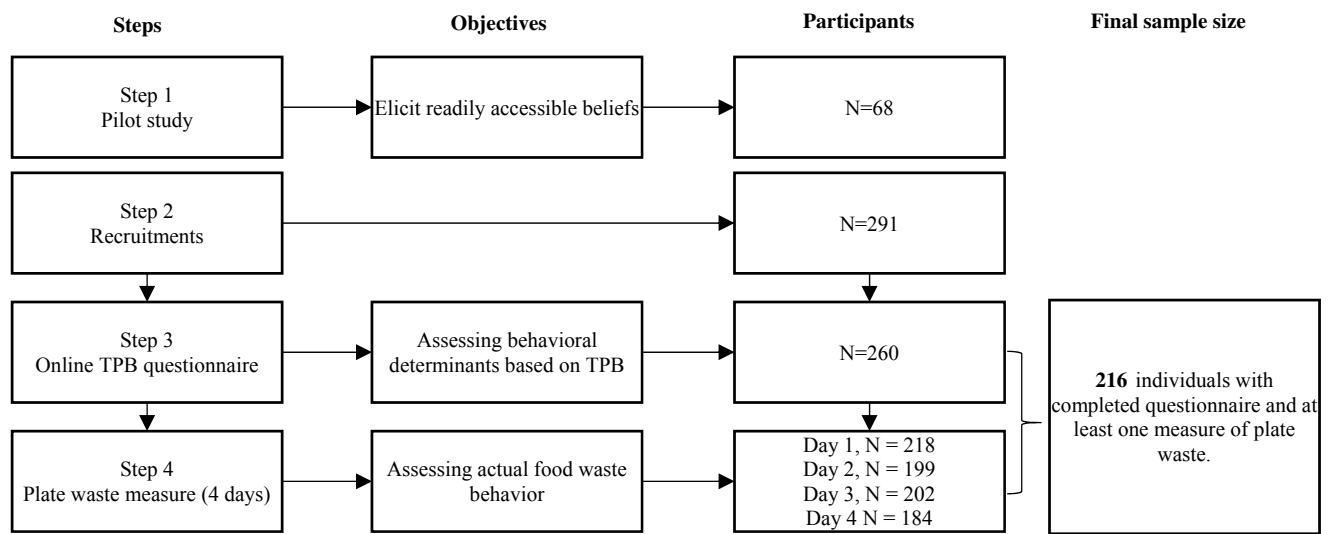 Steps
Objectives
Participants
Final sample size
Step 1
Pilot study
Elicit readily accessible beliefs
N=68
Step 2
Recruitments
N=291
Step 3
Online TPB questionnaire
Assessing behavioral
determinants based on TPB
N=260
216 individuals with
completed questionnaire and at
least one measure of plate
waste.
Step 4
Plate waste measure (4 days)
Assessing actual food waste
behavior
Day 1, N = 218
Day 2, N = 199
Day 3, N = 202
Day 4 N = 184